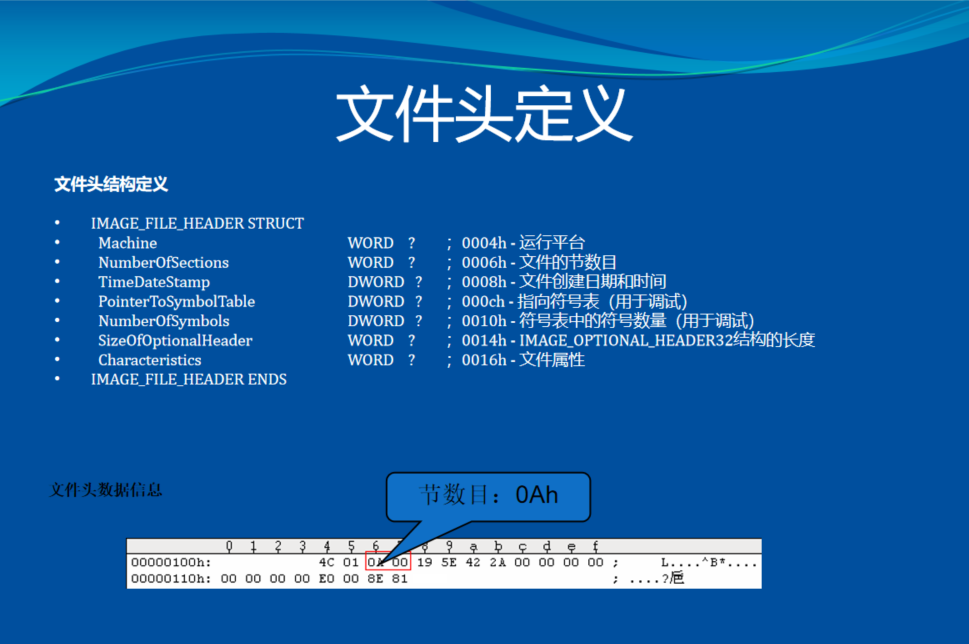 文件头定义
文件头结构定义
• IMAGE_FILE_HEADER STRUCT
• Machine WORD ? ; 0004h - 运行平台
• NumberOfSections WORD ? ; 0006h - 文件的节数目
• TimeDateStamp DWORD ? ; 0008h - 文件创建日期和时间
• PointerToSymbolTable DWORD ? ; 000ch - 指向符号表（用于调试）
• NumberOfSymbols DWORD ? ; 0010h - 符号表中的符号数量（用于调试）
• SizeOfOptionalHeader WORD ? ; 0014h - IMAGE_OPTIONAL_HEADER32结构的长度
• Characteristics WORD ? ; 0016h - 文件属性
• IMAGE_FILE_HEADER ENDS
文件头数据信息
节数目：0Ah
0 1 2 3 4 5 6 8 9 a b c d e f
00000100h: 4C 01 0A 00 19 5E 42 2A 00 00 00 00 ; L....^B*....
00000110h: 00 00 00 00 E0 00 8E 81 ; ....?